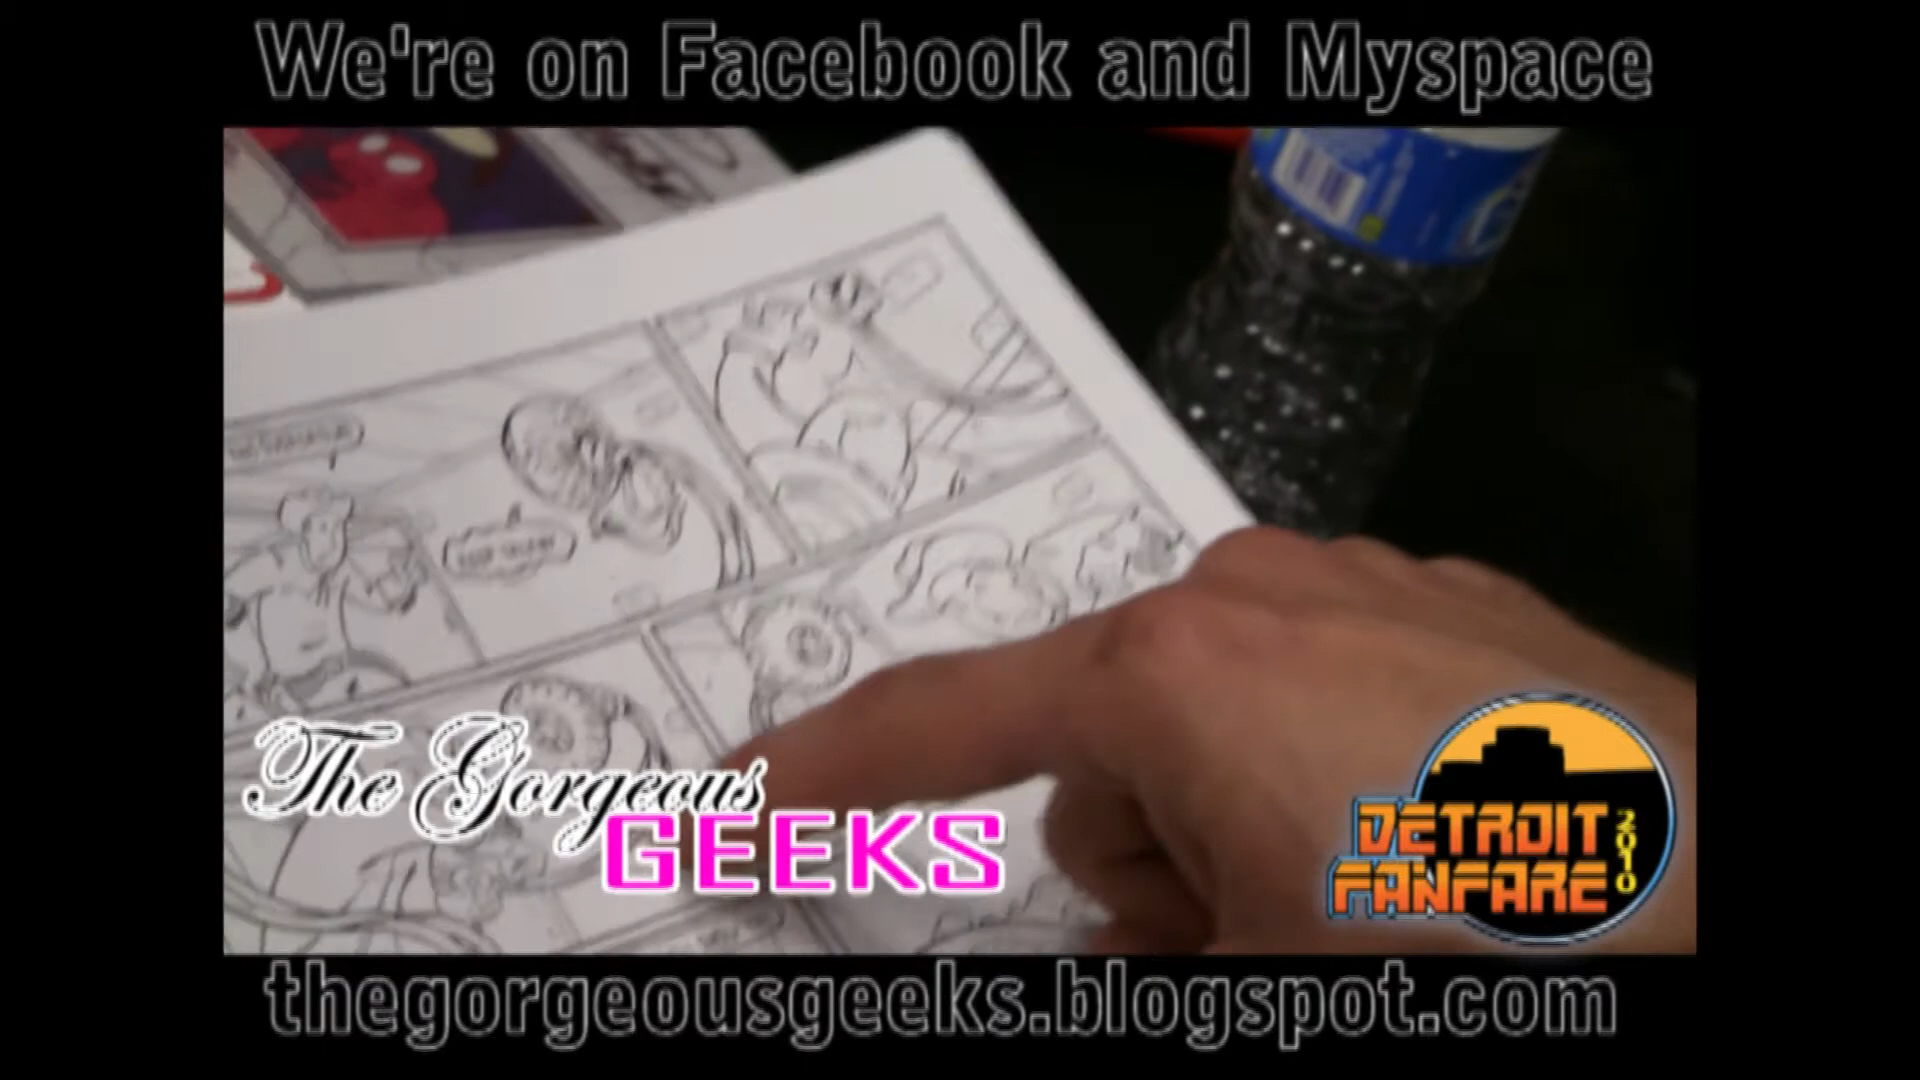 We're on Facebook and Myspace
The Gorgeous
GEEKS
DETROIT
FANFARE
2010
thegorgeousgeeks.blogspot.com